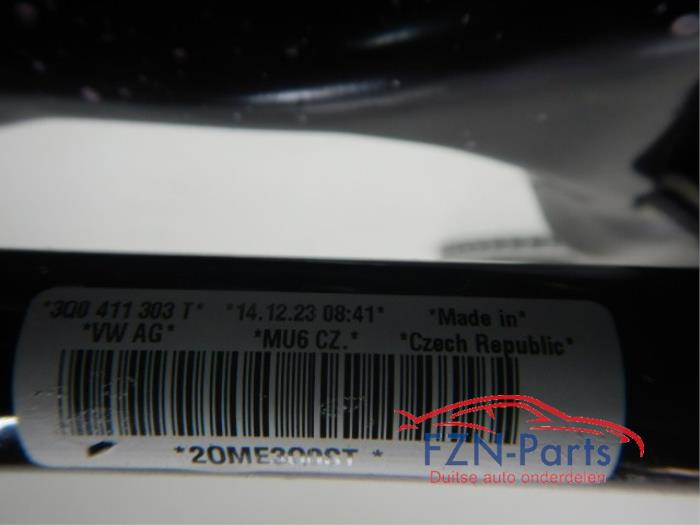 *3Q0 411 303 T* *14.12.23 08:41* *Made in*
*VW AG* *MU6 CZ.* *Czech Republic*
FZN-Parts
Duitse auto onderdelen